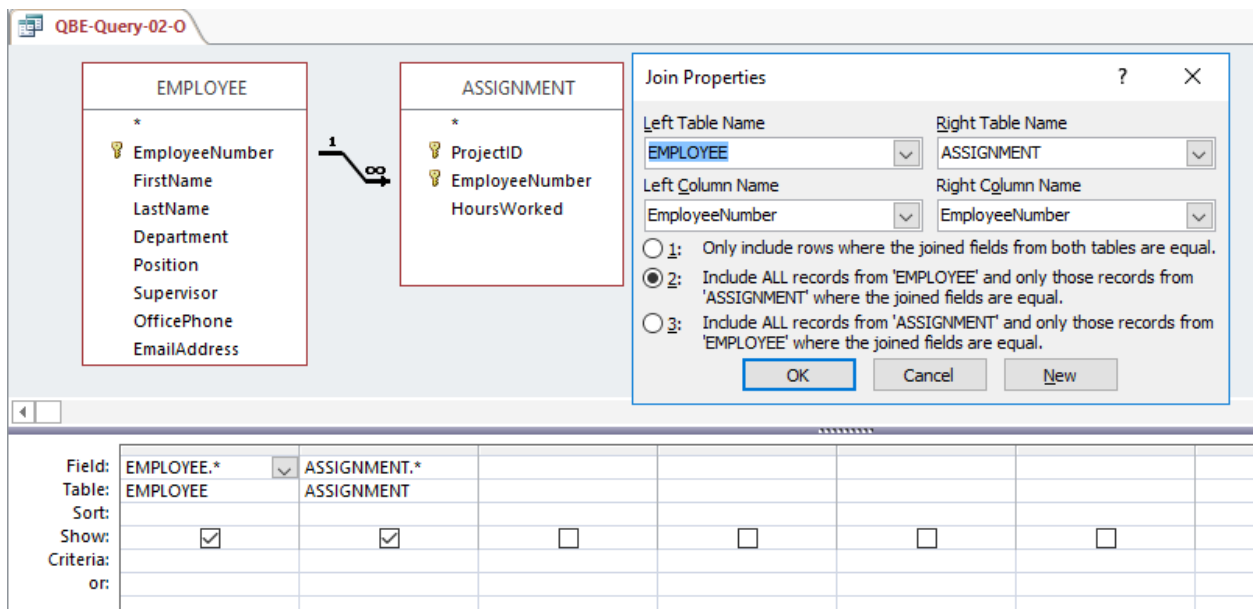 QBE-Query-02-O
EMPLOYEE
*
EmployeeNumber
FirstName
LastName
Department
Position
Supervisor
OfficePhone
EmailAddress
1
∞
ASSIGNMENT
*
ProjectID
EmployeeNumber
HoursWorked
Join Properties
?
Left Table Name Right Table Name
EMPLOYEE ASSIGNMENT
Left Column Name Right Column Name
EmployeeNumber EmployeeNumber
1: Only include rows where the joined fields from both tables are equal.
2: Include ALL records from 'EMPLOYEE' and only those records from
'ASSIGNMENT' where the joined fields are equal.
3: Include ALL records from 'ASSIGNMENT' and only those records from
'EMPLOYEE' where the joined fields are equal.
OK Cancel New
Field: EMPLOYEE.* ASSIGNMENT.*
Table: EMPLOYEE ASSIGNMENT
Sort:
Show:
Criteria:
or: